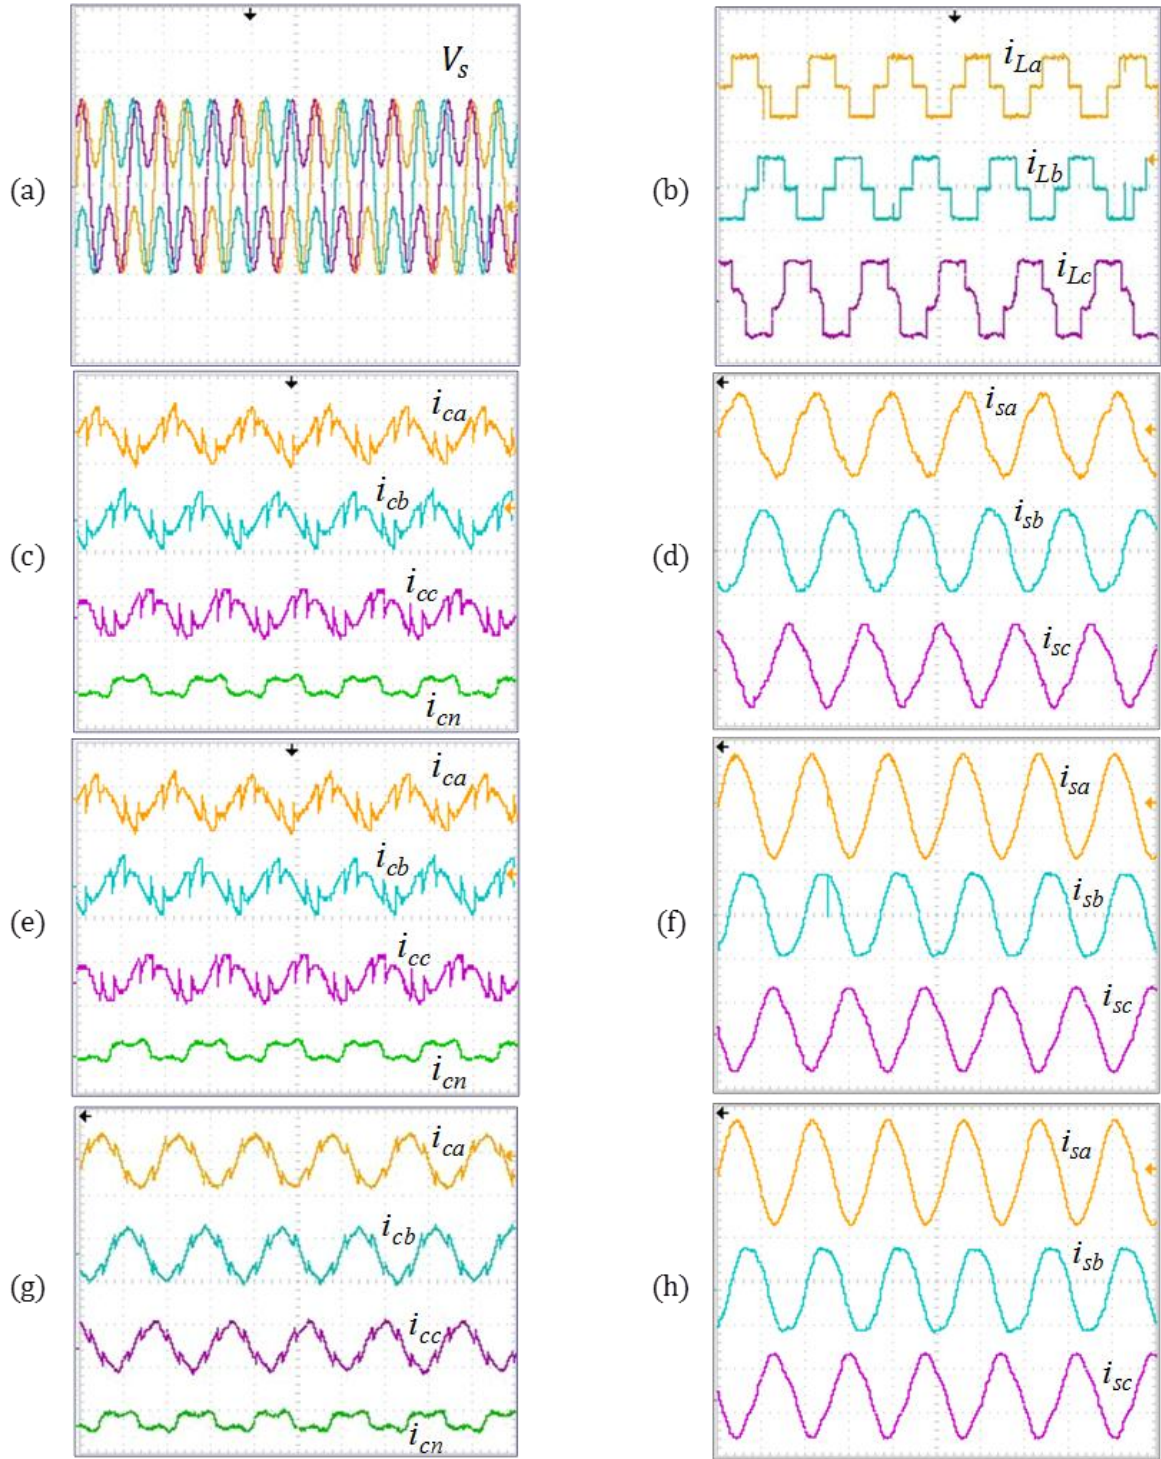 (a)
V_s
(b)
i_La
i_Lb
i_Lc
(c)
i_ca
i_cb
i_cc
i_cn
(d)
i_sa
i_sb
i_sc
(e)
i_ca
i_cb
i_cc
i_cn
(f)
i_sa
i_sb
i_sc
(g)
i_ca
i_cb
i_cc
i_cn
(h)
i_sa
i_sb
i_sc